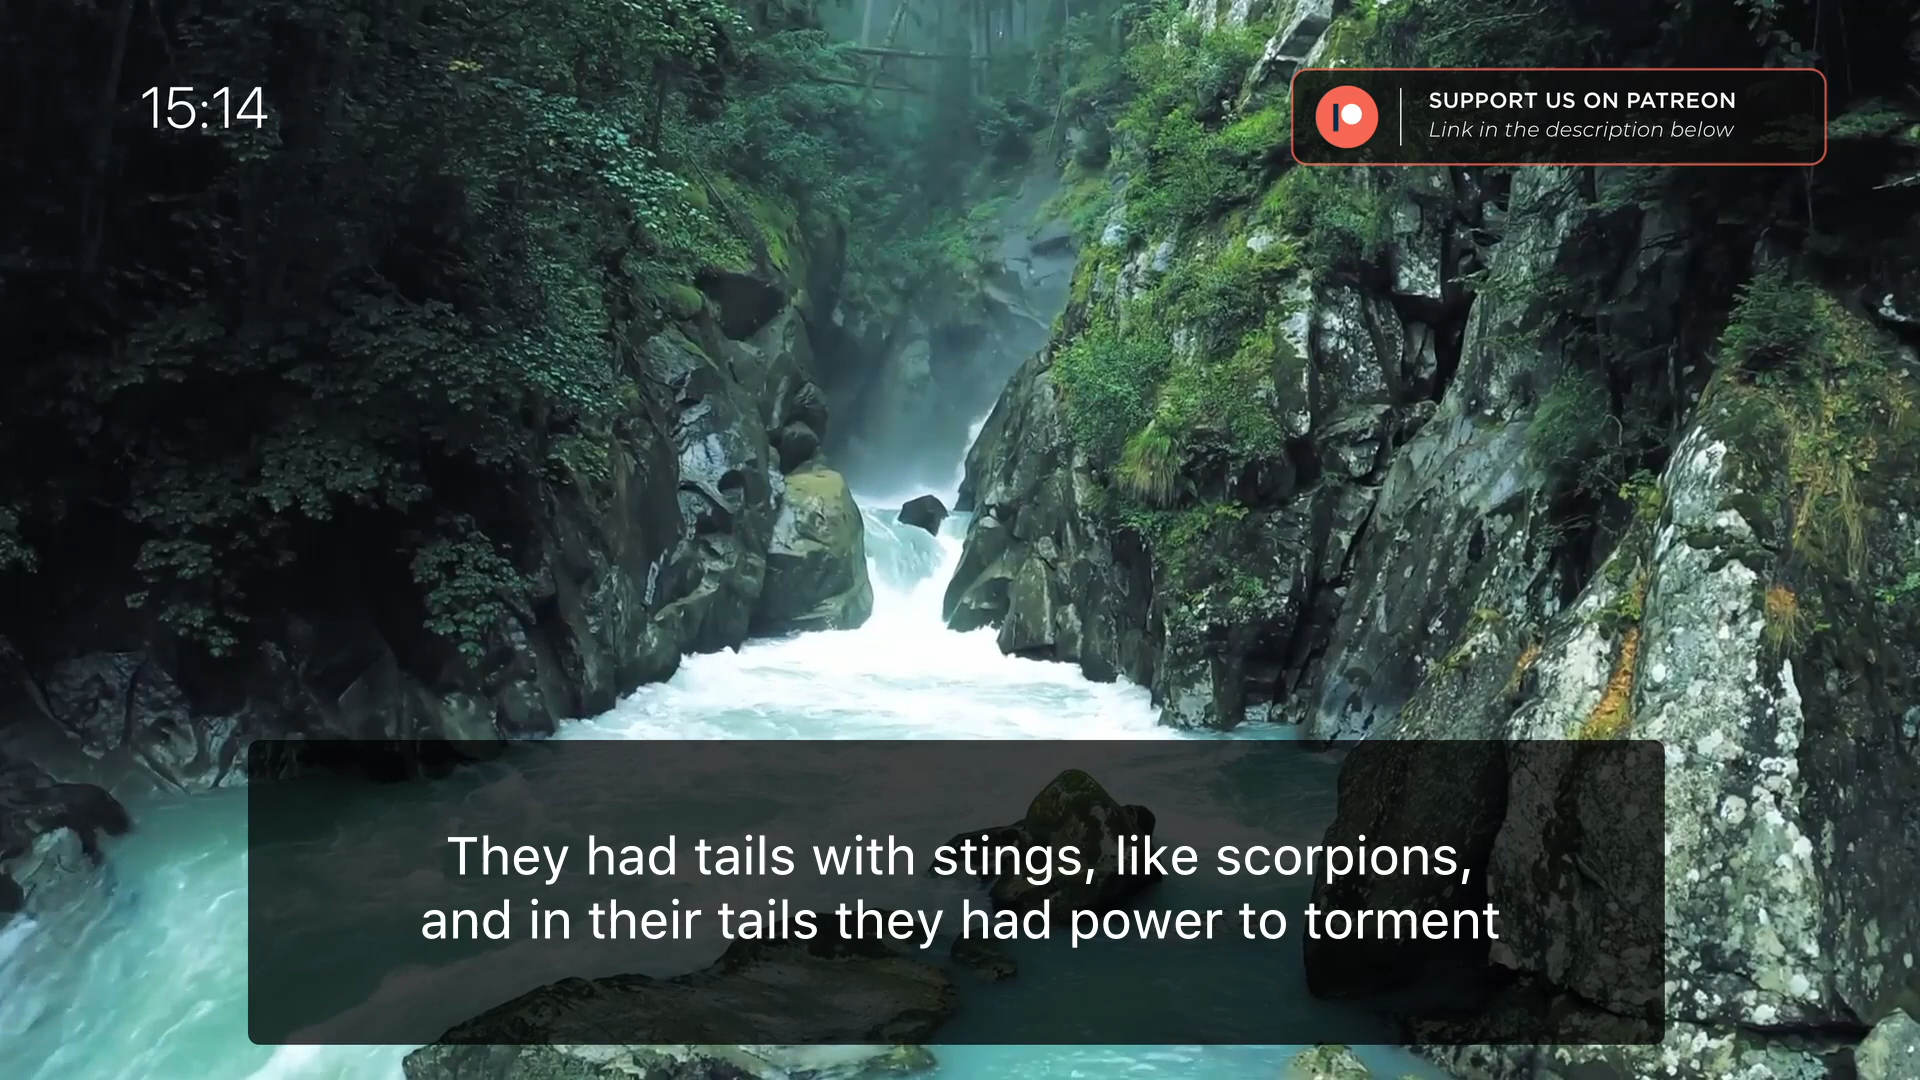 15:14
SUPPORT US ON PATREON
Link in the description below
They had tails with stings, like scorpions,
and in their tails they had power to torment